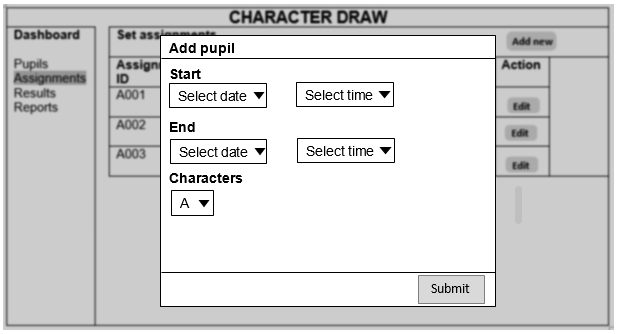 CHARACTER DRAW
Dashboard
Pupils
Assignments
Results
Reports
Set assignments
Add new
Assign
ID
Action
A001
Edit
A002
Edit
A003
Edit
Add pupil
Start
Select date Select time
End
Select date Select time
Characters
A
Submit